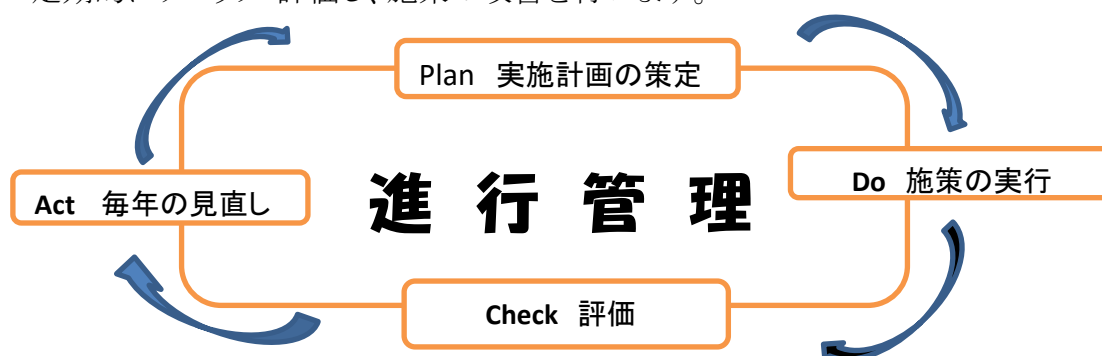 Plan 実施計画の策定
Do 施策の実行
Act 毎年の見直し
進行管理
Check 評価